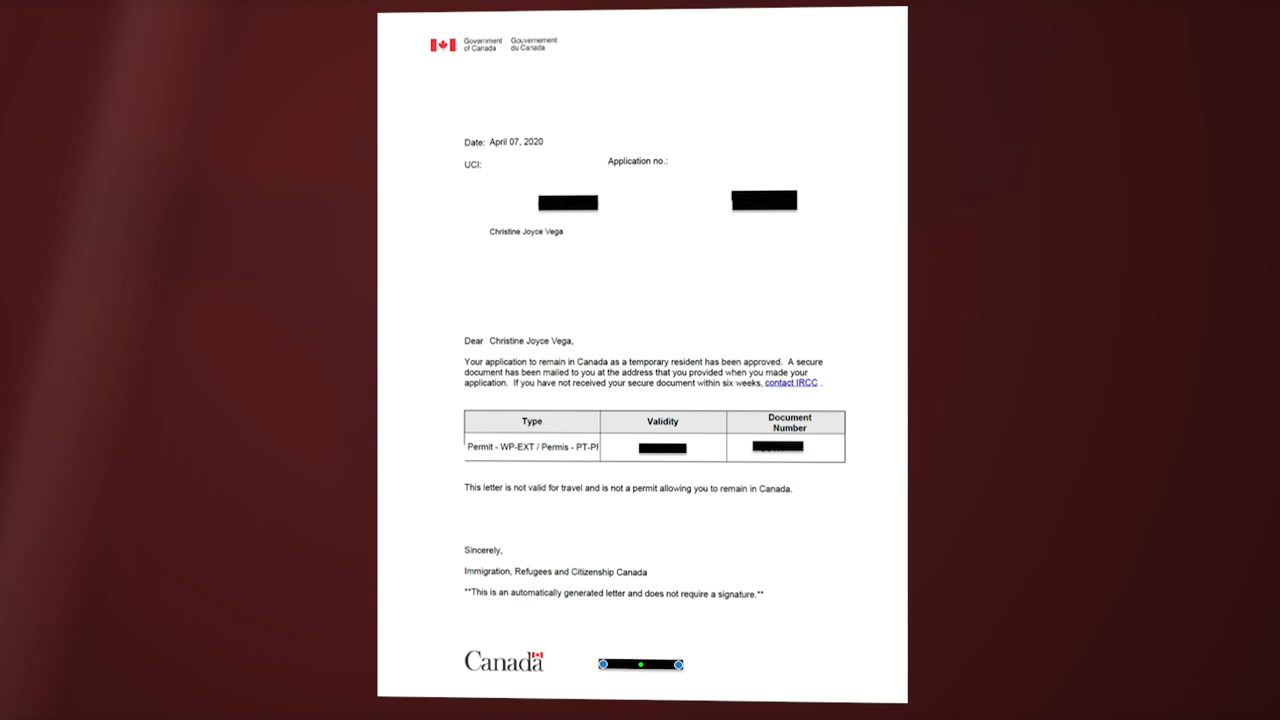 Government of Canada
Gouvernement du Canada
Date: April 07, 2020
UCI:
Application no.:
Christine Joyce Vega
Dear Christine Joyce Vega,
Your application to remain in Canada as a temporary resident has been approved. A secure
document has been mailed to you at the address that you provided when you made your
application. If you have not received your secure document within six weeks, contact IRCC .
Type Validity Document Number
Permit - WP-EXT / Permis - PT-PI
This letter is not valid for travel and is not a permit allowing you to remain in Canada.
Sincerely,
Immigration, Refugees and Citizenship Canada
**This is an automatically generated letter and does not require a signature.**
Canada